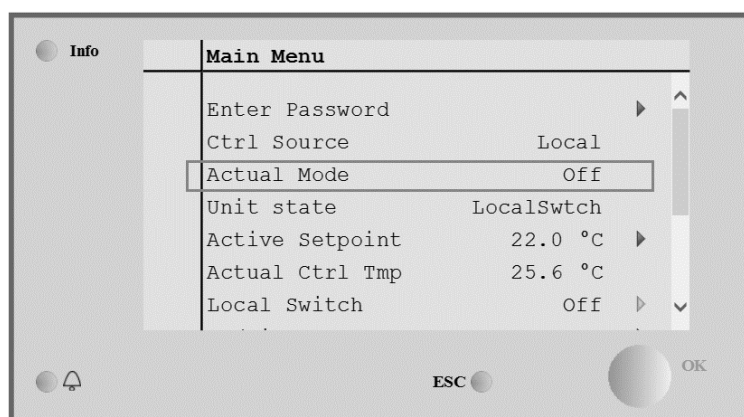 Info
Main Menu
Enter Password
Ctrl Source Local
Actual Mode Off
Unit state LocalSwtch
Active Setpoint 22.0 °C
Actual Ctrl Tmp 25.6 °C
Local Switch Off
ESC
OK